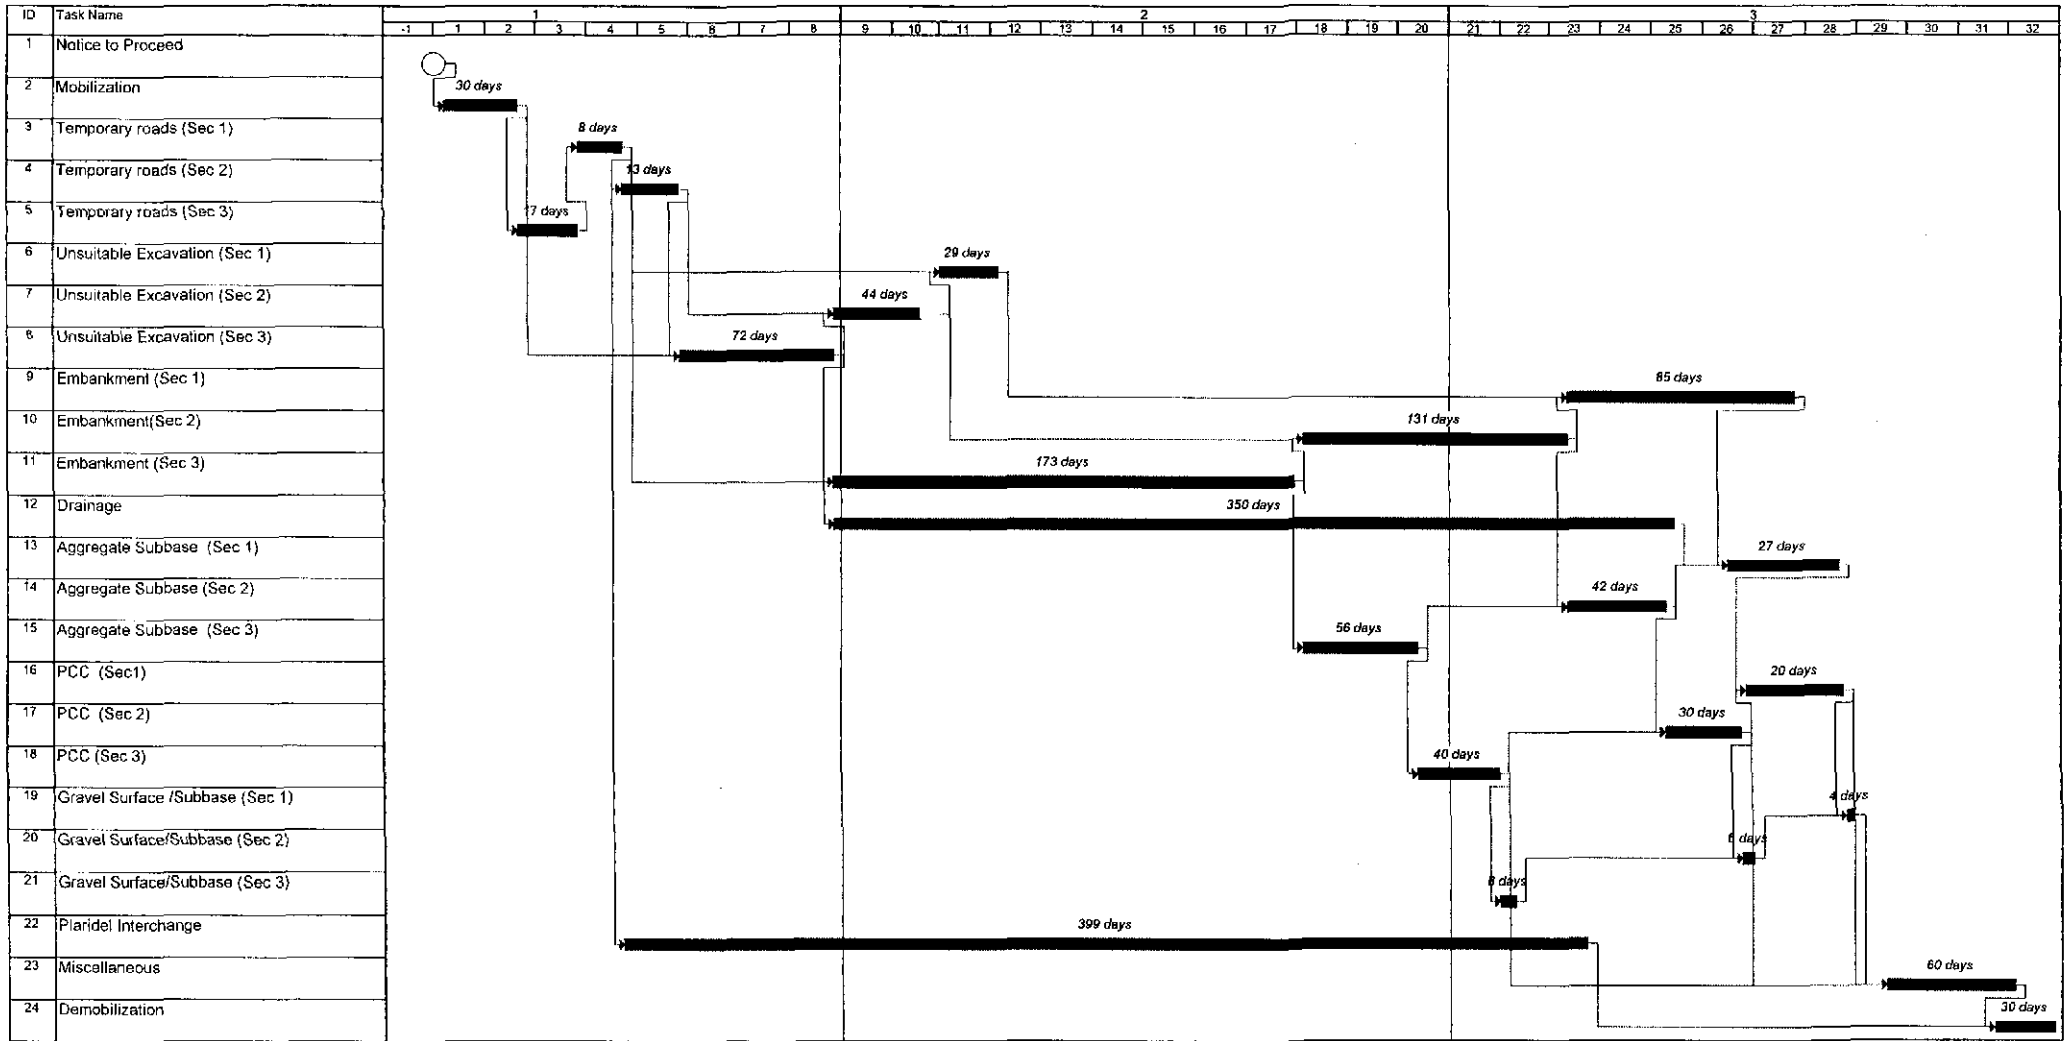 ID Task Name 1 2 3
-1 1 2 3 4 5 6 7 8 9 10 11 12 13 14 15 16 17 18 19 20 21 22 23 24 25 26 27 28 29 30 31 32
1 Notice to Proceed
2 Mobilization 30 days
3 Temporary roads (Sec 1) 8 days
4 Temporary roads (Sec 2) 13 days
5 Temporary roads (Sec 3) 17 days
6 Unsuitable Excavation (Sec 1) 29 days
7 Unsuitable Excavation (Sec 2) 44 days
8 Unsuitable Excavation (Sec 3) 72 days
9 Embankment (Sec 1) 85 days
10 Embankment(Sec 2) 131 days
11 Embankment (Sec 3) 173 days
12 Drainage 350 days
13 Aggregate Subbase (Sec 1) 27 days
14 Aggregate Subbase (Sec 2) 42 days
15 Aggregate Subbase (Sec 3) 56 days
16 PCC (Sec1) 20 days
17 PCC (Sec 2) 30 days
18 PCC (Sec 3) 40 days
19 Gravel Surface /Subbase (Sec 1) 4 days
20 Gravel Surface/Subbase (Sec 2) 6 days
21 Gravel Surface/Subbase (Sec 3) 8 days
22 Plaridel Interchange 399 days
23 Miscellaneous 60 days
24 Demobilization 30 days